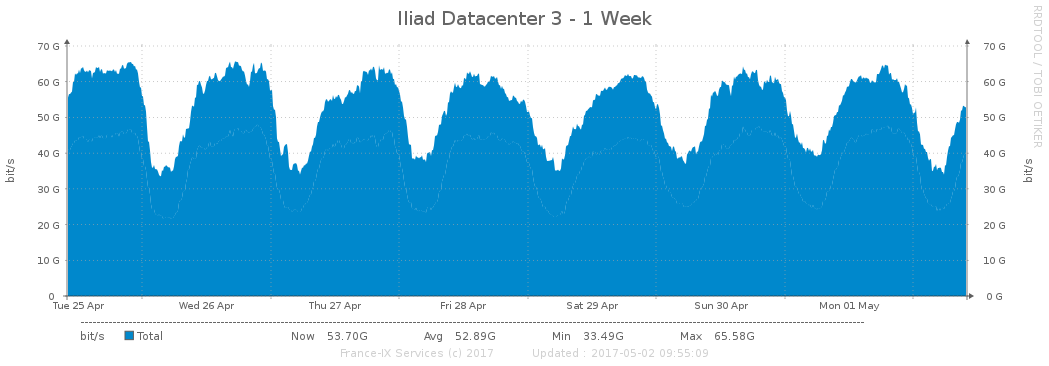 Iliad Datacenter 3 - 1 Week
RRDTOOL / TOBI OETIKER
70 G 70 G
60 G 60 G
50 G 50 G
40 G 40 G
30 G 30 G
20 G 20 G
10 G 10 G
0 0 G
bit/s bit/s
Tue 25 Apr Wed 26 Apr Thu 27 Apr Fri 28 Apr Sat 29 Apr Sun 30 Apr Mon 01 May
bit/s Total Now 53.70G Avg 52.89G Min 33.49G Max 65.58G
France-IX Services (c) 2017 Updated : 2017-05-02 09:55:09